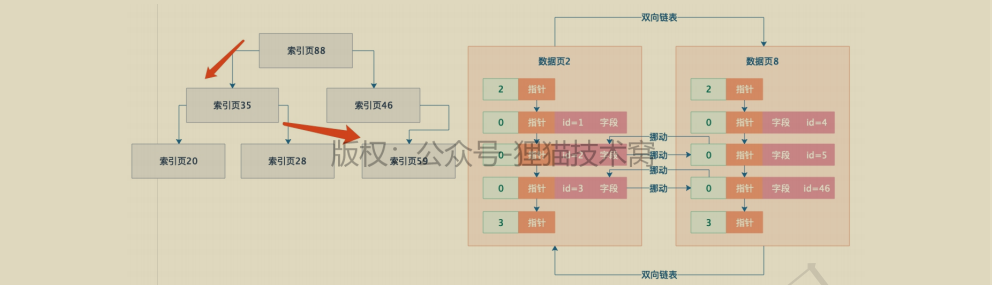 双向链表
索引页88
索引页35
索引页46
索引页20
索引页28
索引页59
数据页2
2 指针
0 指针 id=1 字段
0 指针 id=2 字段
0 指针 id=3 字段
3 指针
挪动
挪动
挪动
挪动
数据页8
2 指针
0 指针 字段 id=4
0 指针 字段 id=5
0 指针 字段 id=46
3 指针
双向链表
版权：公众号 狸猫技术窝